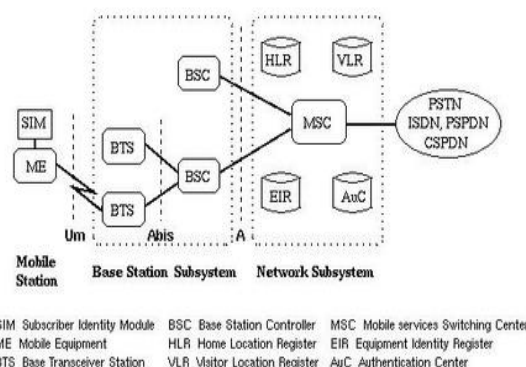 HLR
VLR
BSC
MSC
PSTN
ISDN, PSPDN
CSPDN
SIM
ME
BTS
BSC
BTS
EIR
AuC
Um
Abis
A
Mobile
Station
Base Station Subsystem
Network Subsystem
SIM Subscriber Identity Module BSC Base Station Controller MSC Mobile services Switching Center
ME Mobile Equipment HLR Home Location Register EIR Equipment Identity Register
BTS Base Transceiver Station VLR Visitor Location Register AuC Authentication Center